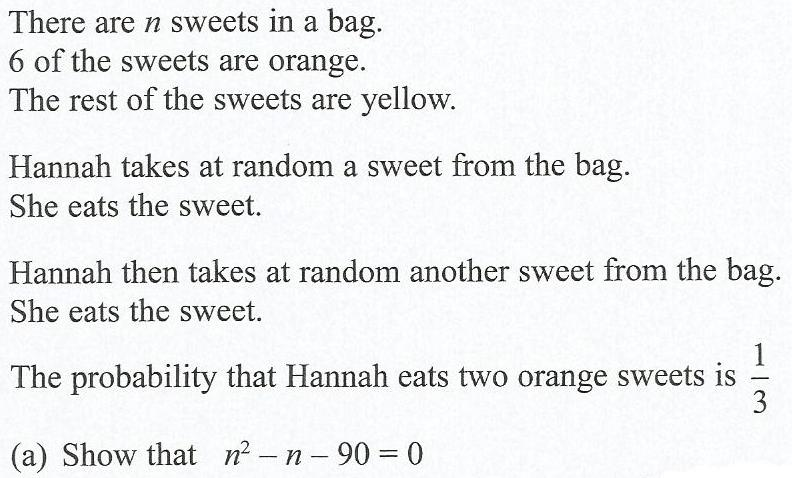 There are n sweets in a bag.
6 of the sweets are orange.
The rest of the sweets are yellow.
Hannah takes at random a sweet from the bag.
She eats the sweet.
Hannah then takes at random another sweet from the bag.
She eats the sweet.
The probability that Hannah eats two orange sweets is 1/3
(a) Show that n² – n – 90 = 0